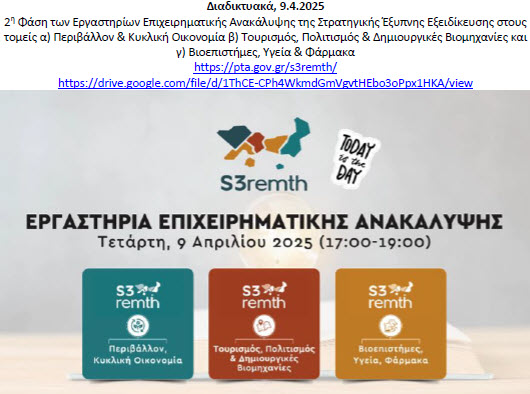 Διαδικτυακά, 9.4.2025
2η Φάση των Εργαστηρίων Επιχειρηματικής Ανακάλυψης της Στρατηγικής Έξυπνης Εξειδίκευσης στους
τομείς α) Περιβάλλον & Κυκλική Οικονομία β) Τουρισμός, Πολιτισμός & Δημιουργικές Βιομηχανίες και
γ) Βιοεπιστήμες, Υγεία & Φάρμακα
https://pta.gov.gr/s3remth/
https://drive.google.com/file/d/1ThCE-CPh4WkmdGmVgvtHEbo3oPpx1HKA/view
S3remth
TODAY
is the
DAY
ΕΡΓΑΣΤΗΡΙΑ ΕΠΙΧΕΙΡΗΜΑΤΙΚΗΣ ΑΝΑΚΑΛΥΨΗΣ
Τετάρτη, 9 Απριλίου 2025 (17:00-19:00)
S3
remth
Περιβάλλον,
Κυκλική Οικονομία
S3
remth
Τουρισμός, Πολιτισμός
& Δημιουργικές
Βιομηχανίες
S3
remth
Βιοεπιστήμες,
Υγεία, Φάρμακα